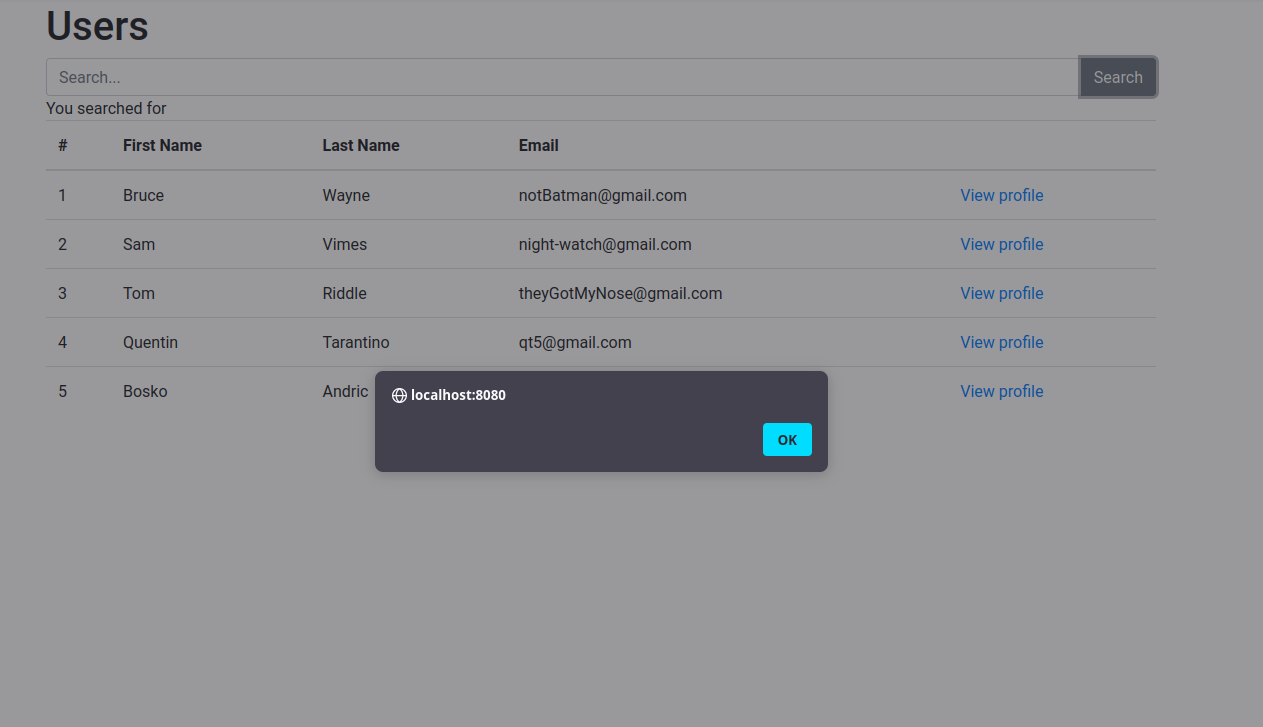 Users
Search...
Search
You searched for
# First Name Last Name Email
1 Bruce Wayne notBatman@gmail.com View profile
2 Sam Vimes night-watch@gmail.com View profile
3 Tom Riddle theyGotMyNose@gmail.com View profile
4 Quentin Tarantino qt5@gmail.com View profile
5 Bosko Andric View profile
localhost:8080
OK